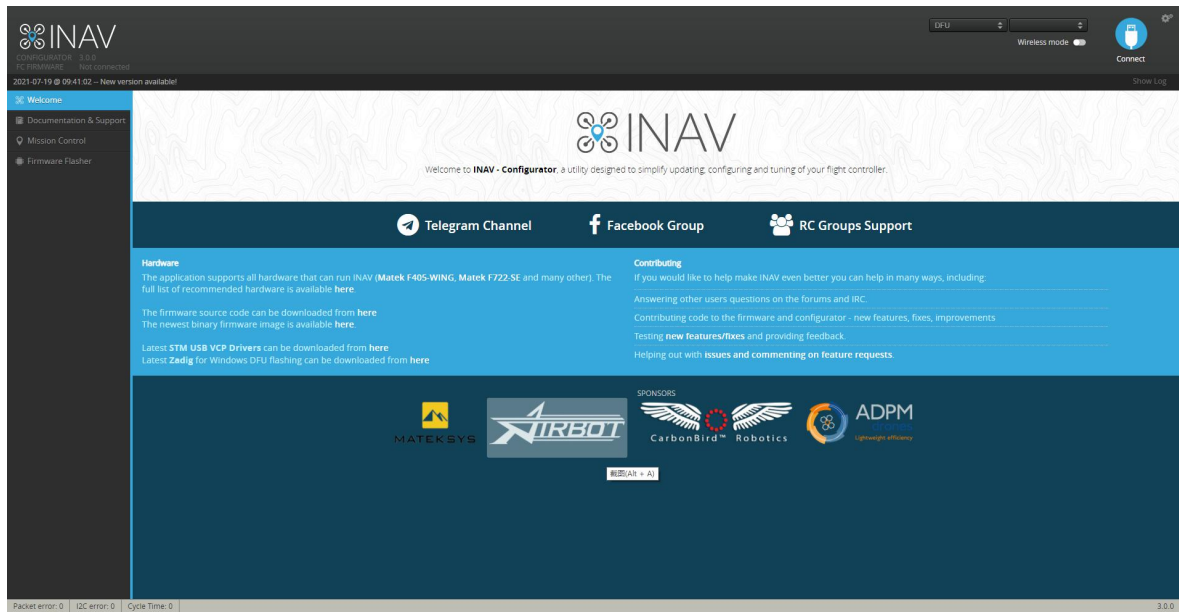 INAV
CONFIGURATOR 3.0.0
FC FIRMWARE Not connected
DFU
Wireless mode
Connect
2021-07-19 @ 09:41:02 -- New version available!
Show Log
Welcome
Documentation & Support
Mission Control
Firmware Flasher
INAV
Welcome to INAV - Configurator, a utility designed to simplify updating, configuring and tuning of your flight controller.
Telegram Channel
Facebook Group
RC Groups Support
Hardware
The application supports all hardware that can run INAV (Matek F405-WING, Matek F722-SE and many other). The
full list of recommended hardware is available here.
The firmware source code can be downloaded from here
The newest binary firmware image is available here.
Latest STM USB VCP Drivers can be downloaded from here
Latest Zadig for Windows DFU flashing can be downloaded from here
Contributing
If you would like to help make INAV even better you can help in many ways, including:
Answering other users questions on the forums and IRC.
Contributing code to the firmware and configurator - new features, fixes, improvements
Testing new features/fixes and providing feedback.
Helping out with issues and commenting on feature requests.
SPONSORS
MATEKSYS
AIRBOT
CarbonBird™ Robotics
ADPM
drones
Lightweight efficiency
截图(Alt + A)
Packet error: 0
I2C error: 0
Cycle Time: 0
3.0.0